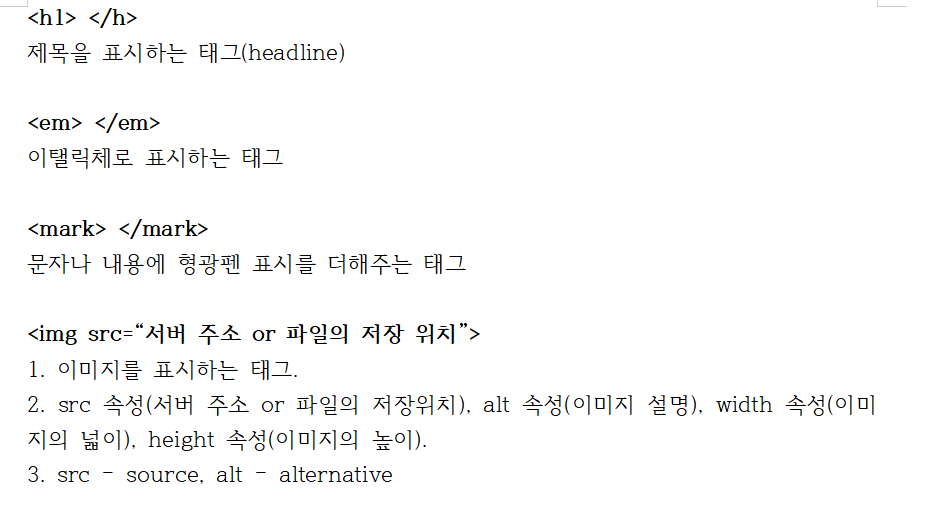 <h1> </h>
제목을 표시하는 태그(headline)
<em> </em>
이탤릭체로 표시하는 태그
<mark> </mark>
문자나 내용에 형광펜 표시를 더해주는 태그
<img src=“서버 주소 or 파일의 저장 위치”>
1. 이미지를 표시하는 태그.
2. src 속성(서버 주소 or 파일의 저장위치), alt 속성(이미지 설명), width 속성(이미
지의 넓이), height 속성(이미지의 높이).
3. src - source, alt - alternative